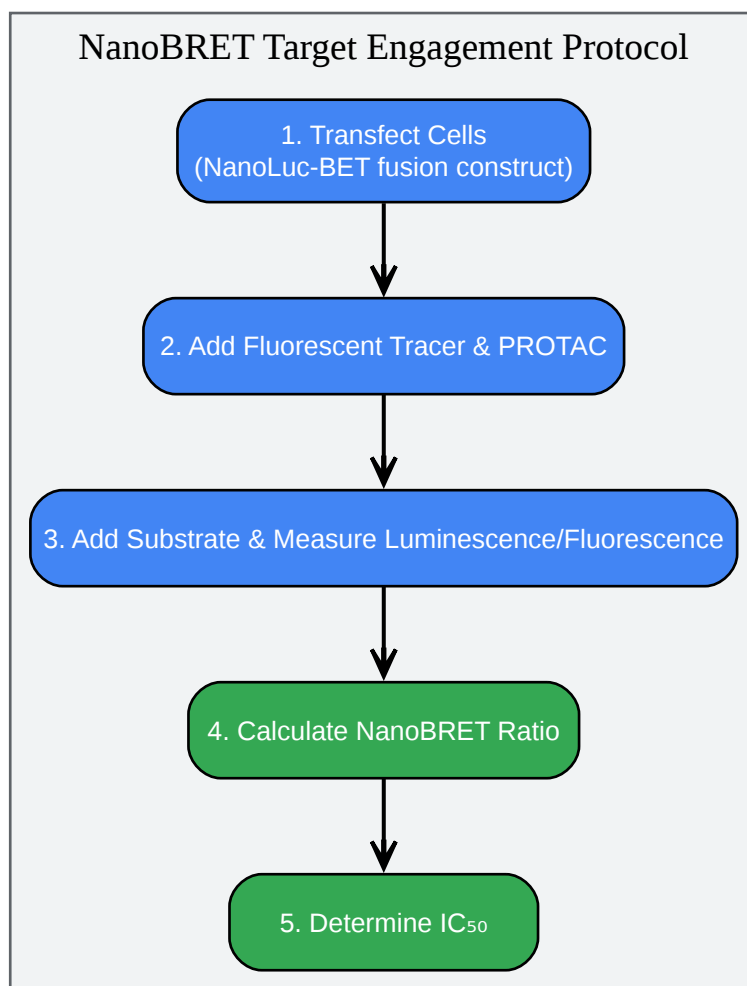 NanoBRET Target Engagement Protocol
1. Transfect Cells
(NanoLuc-BET fusion construct)
2. Add Fluorescent Tracer & PROTAC
3. Add Substrate & Measure Luminescence/Fluorescence
4. Calculate NanoBRET Ratio
5. Determine IC₅₀